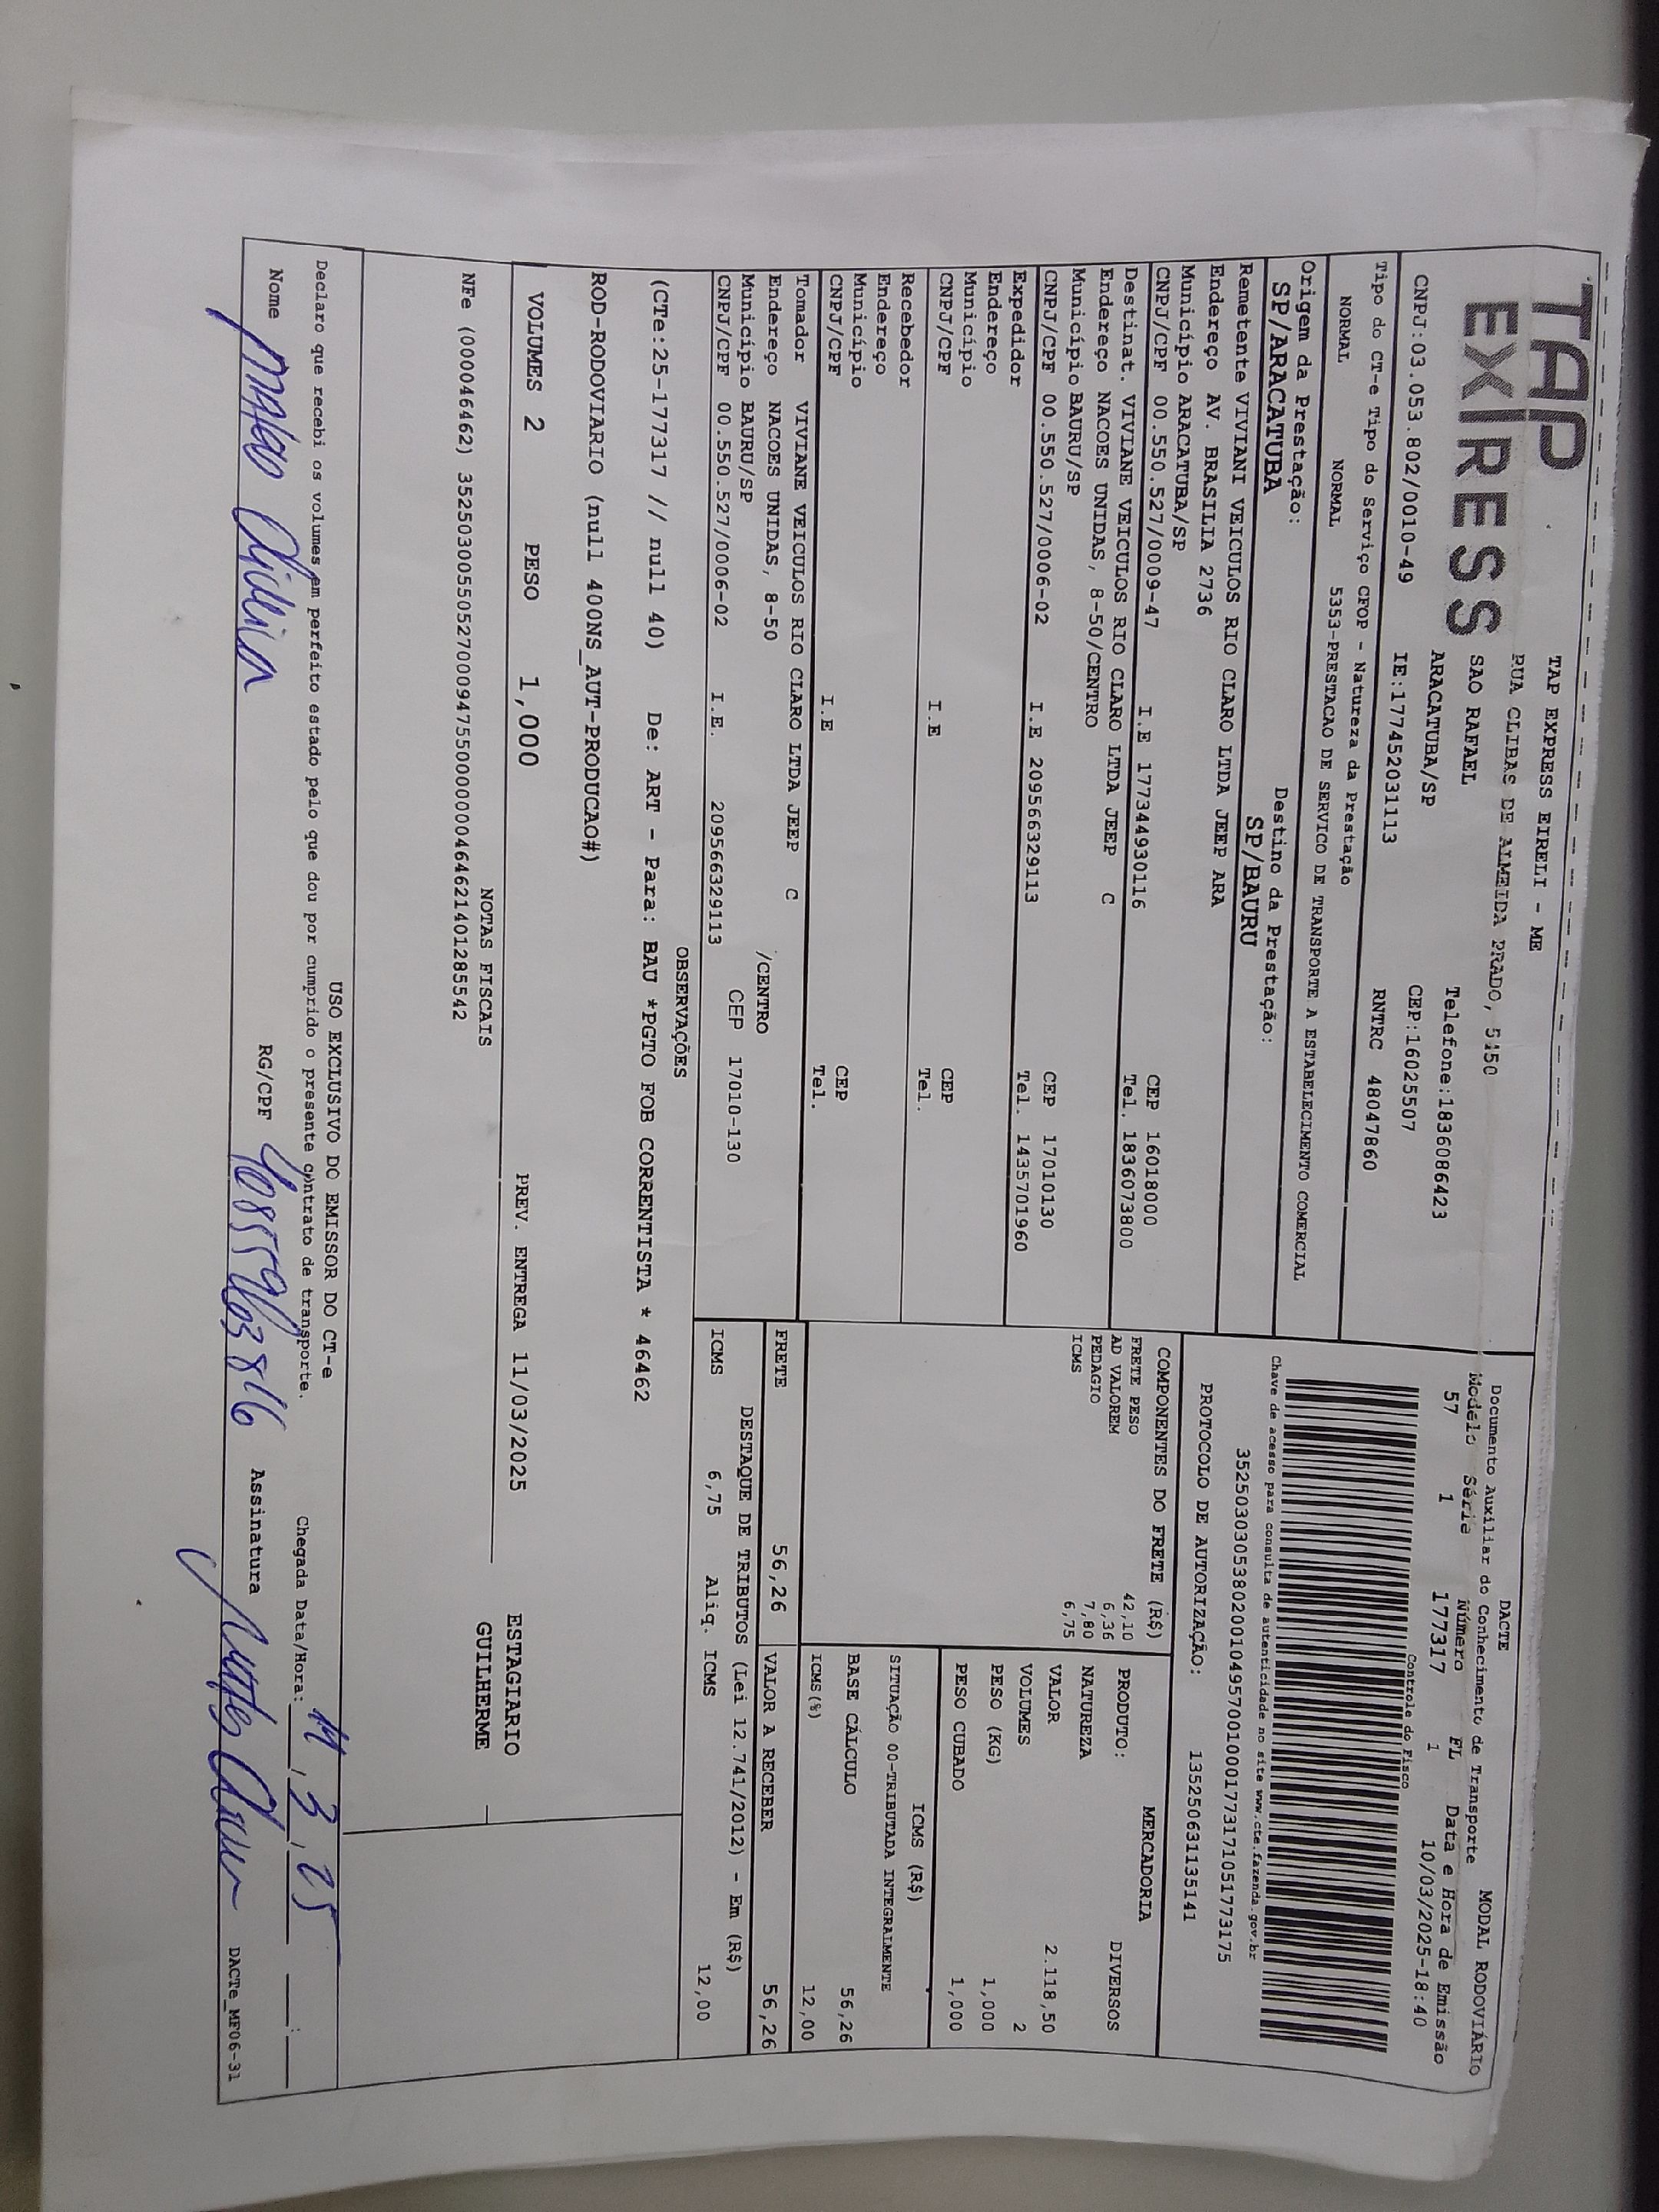 TAP
EXPRESS
TAP EXPRESS EIRELI - ME
RUA CLIBAS DE ALMEIDA PRADO, 5450
SAO RAFAEL Telefone:1836086423
ARACATUBA/SP CEP:16025507
CNPJ:03.053.802/0010-49 IE:177452031113 RNTRC 48047860
Tipo do CT-e Tipo do Serviço CFOP - Natureza da Prestação
NORMAL NORMAL 5353-PRESTACAO DE SERVICO DE TRANSPORTE A ESTABELECIMENTO COMERCIAL
Origem da Prestação: Destino da Prestação:
SP/ARACATUBA SP/BAURU
DACTE MODAL RODOVIÁRIO
Documento Auxiliar do Conhecimento de Transporte
Modelo Série Número FL Data e Hora de Emissão
57 1 177317 1 10/03/2025-18:40
Controle do Fisco
Chave de acesso para consulta de autenticidade no site www.cte.fazenda.gov.br
35250303053802001049570010001773171051773175
PROTOCOLO DE AUTORIZAÇÃO: 135250631135141
Remetente VIVIANI VEICULOS RIO CLARO LTDA JEEP ARA
Endereço AV. BRASILIA 2736
Município ARACATUBA/SP CEP 16018000
CNPJ/CPF 00.550.527/0009-47 I.E 177344930116 Tel. 1836073800
Destinat. VIVIANE VEICULOS RIO CLARO LTDA JEEP C
Endereço NACOES UNIDAS, 8-50/CENTRO
Município BAURU/SP CEP 17010130
CNPJ/CPF 00.550.527/0006-02 I.E 209566329113 Tel. 1435701960
Expedidor
Endereço
Município CEP
CNPJ/CPF I.E Tel.
Recebedor
Endereço
Município CEP
CNPJ/CPF I.E Tel.
Tomador VIVIANE VEICULOS RIO CLARO LTDA JEEP C
Endereço NACOES UNIDAS, 8-50 /CENTRO
Município BAURU/SP CEP 17010-130
CNPJ/CPF 00.550.527/0006-02 I.E. 209566329113
COMPONENTES DO FRETE (R$)
FRETE PESO 42,10
AD VALOREM 6,36
PEDAGIO 7,80
ICMS 6,75
MERCADORIA
PRODUTO: DIVERSOS
NATUREZA
VALOR 2.118,50
VOLUMES 2
PESO (KG) 1,000
PESO CUBADO 1,000
ICMS (R$)
SITUAÇÃO 00-TRIBUTADA INTEGRALMENTE
BASE CÁLCULO 56,26
ICMS(%) 12,00
FRETE 56,26 VALOR A RECEBER 56,26
DESTAQUE DE TRIBUTOS (Lei 12.741/2012) - Em (R$)
ICMS 6,75 Aliq. ICMS 12,00
OBSERVAÇÕES
(CTe:25-177317 // null 40) De: ART - Para: BAU *PGTO FOB CORRENTISTA * 46462
ROD-RODOVIARIO (null 400NS_AUT-PRODUCAO#)
VOLUMES 2 PESO 1,000 PREV. ENTREGA 11/03/2025 ESTAGIARIO
GUILHERME
NOTAS FISCAIS
NFe (000046462) 35250300550527000947550000000464621401285542
USO EXCLUSIVO DO EMISSOR DO CT-e
Declaro que recebi os volumes em perfeito estado pelo que dou por cumprido o presente contrato de transporte. Chegada Data/Hora: 11, 3, 25 __:__
Nome RG/CPF Assinatura DACTe_MF06-31